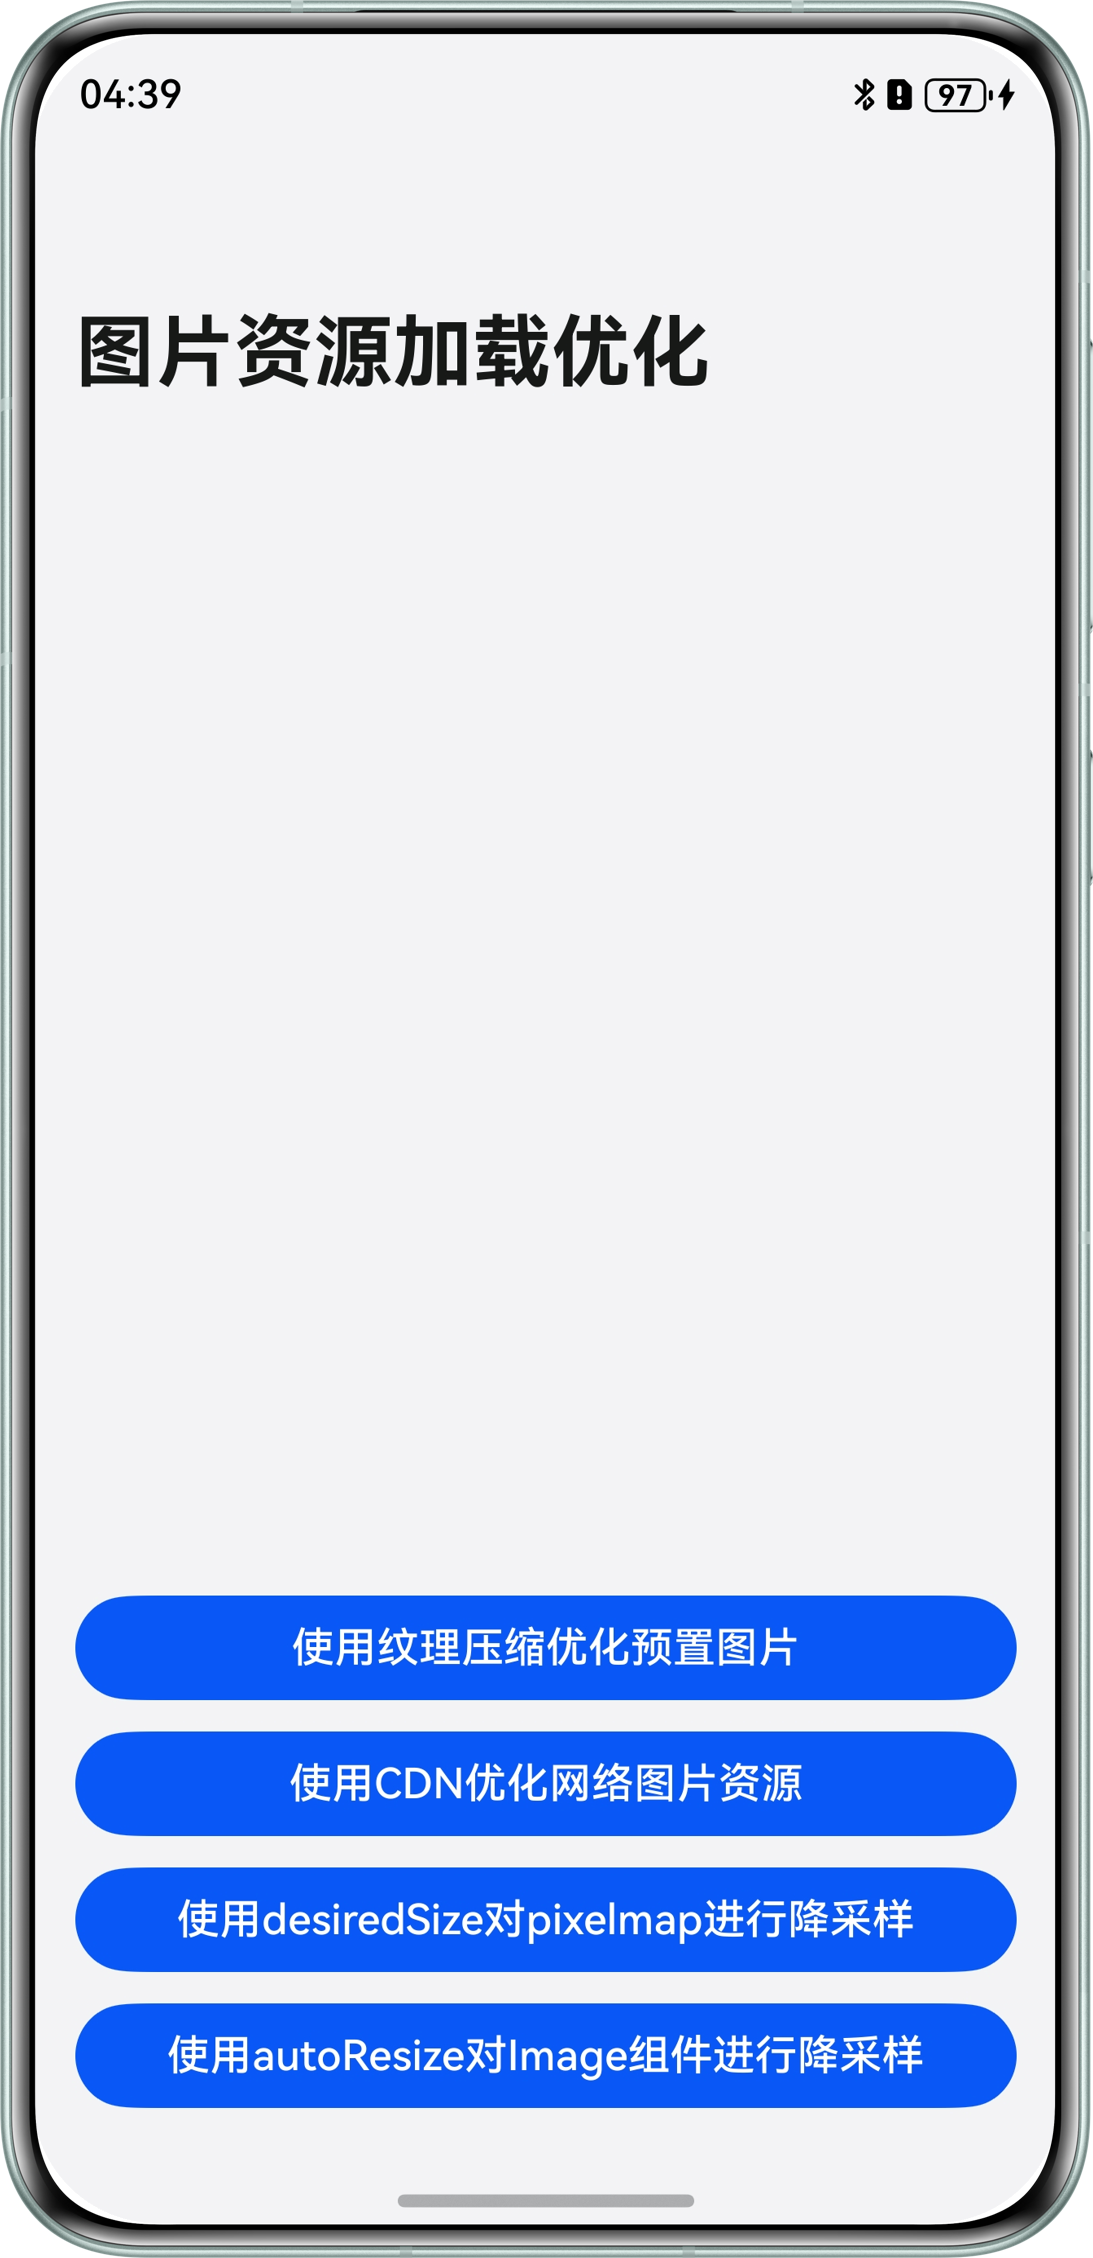 04:39
97
图片资源加载优化
使用纹理压缩优化预置图片
使用CDN优化网络图片资源
使用desiredSize对pixelmap进行降采样
使用autoResize对Image组件进行降采样